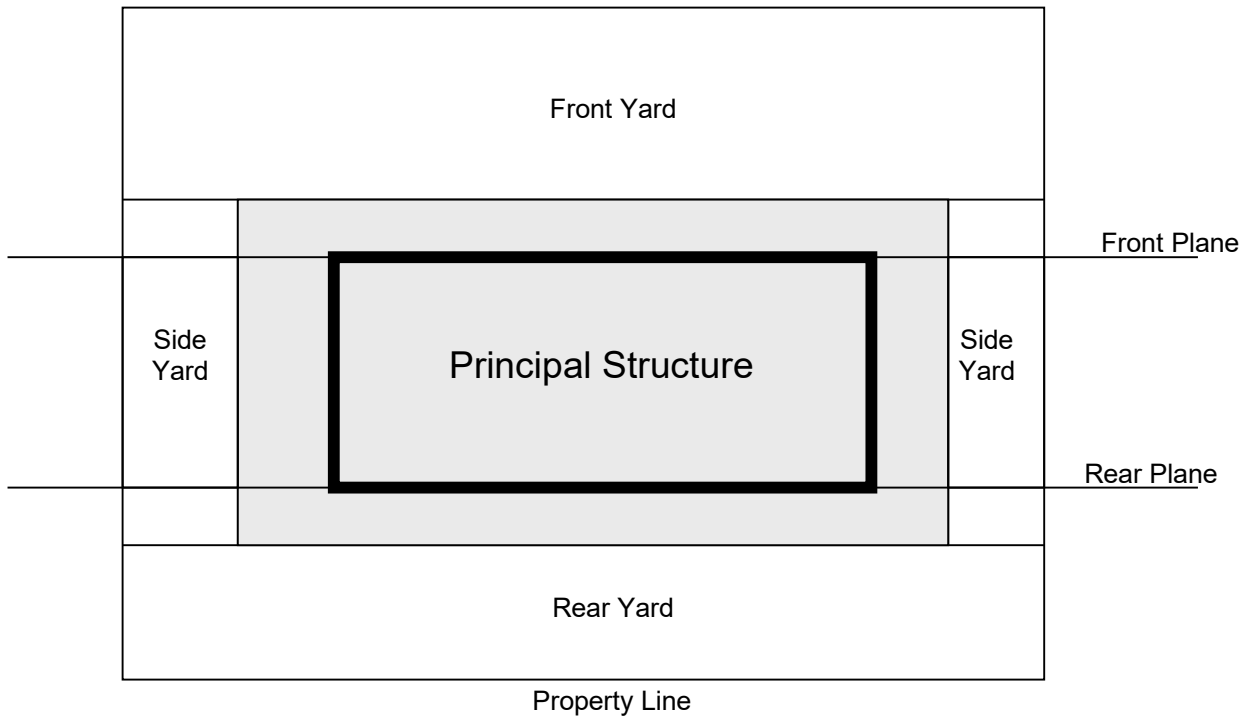 Front Yard
Front Plane
Side
Yard
Principal Structure
Side
Yard
Rear Plane
Rear Yard
Property Line